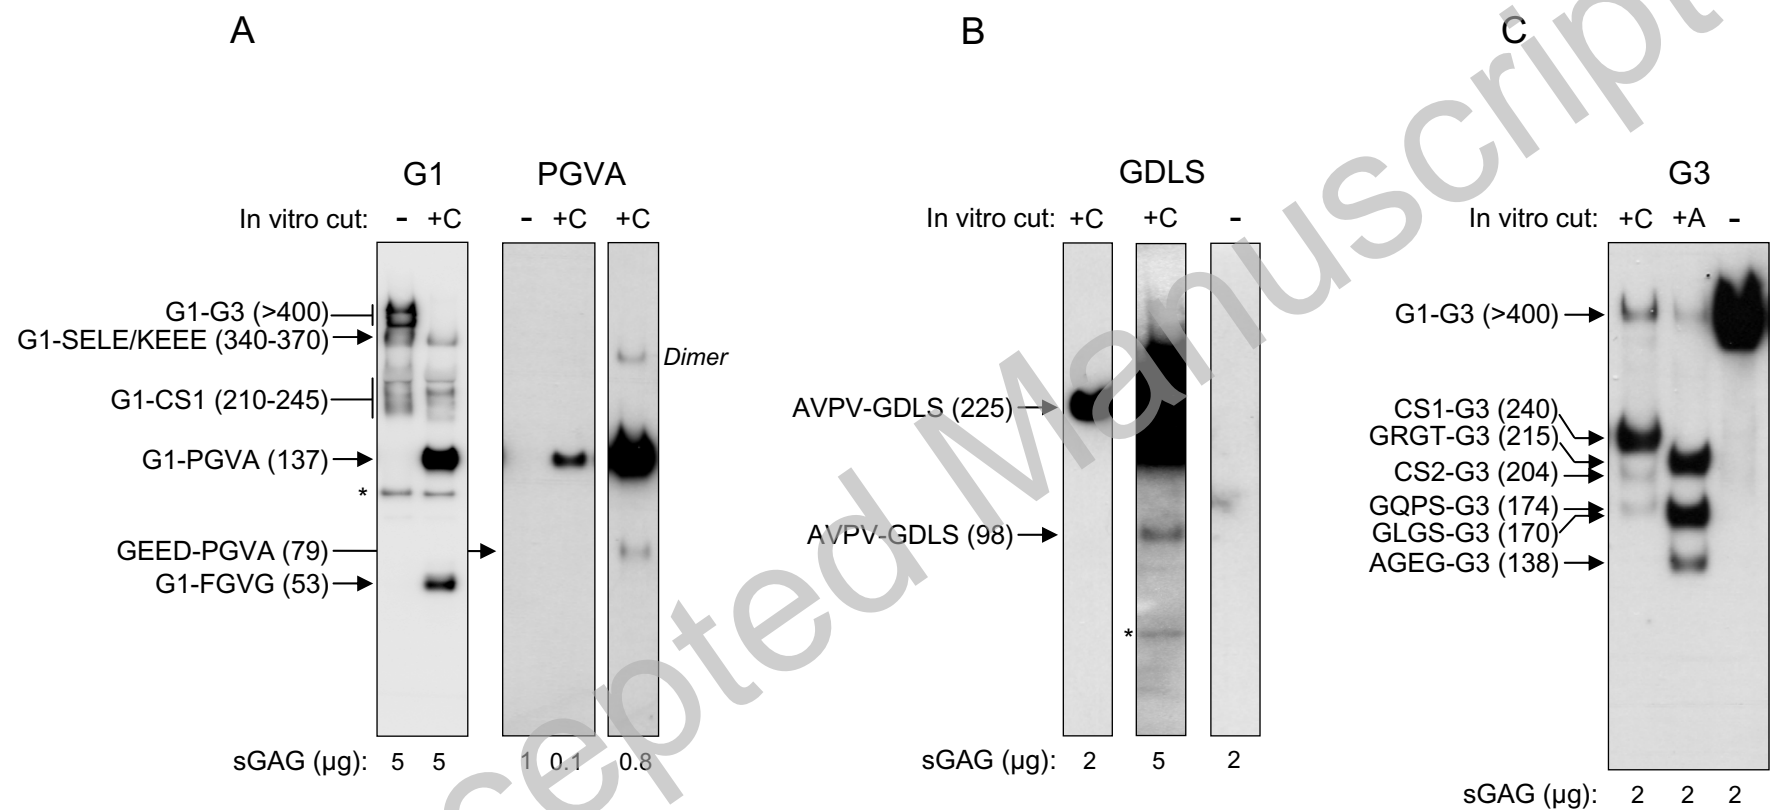 A
B
C
G1
PGVA
GDLS
G3
In vitro cut: - +C - +C +C
In vitro cut: +C +C -
In vitro cut: +C +A -
G1-G3 (>400)
G1-SELE/KEEE (340-370)
G1-CS1 (210-245)
G1-PGVA (137)
*
GEED-PGVA (79)
G1-FGVG (53)
Dimer
sGAG (µg): 5 5 1 0.1 0.8
AVPV-GDLS (225)
AVPV-GDLS (98)
*
sGAG (µg): 2 5 2
G1-G3 (>400)
CS1-G3 (240)
GRGT-G3 (215)
CS2-G3 (204)
GQPS-G3 (174)
GLGS-G3 (170)
AGEG-G3 (138)
sGAG (µg): 2 2 2
cepted Manuscript